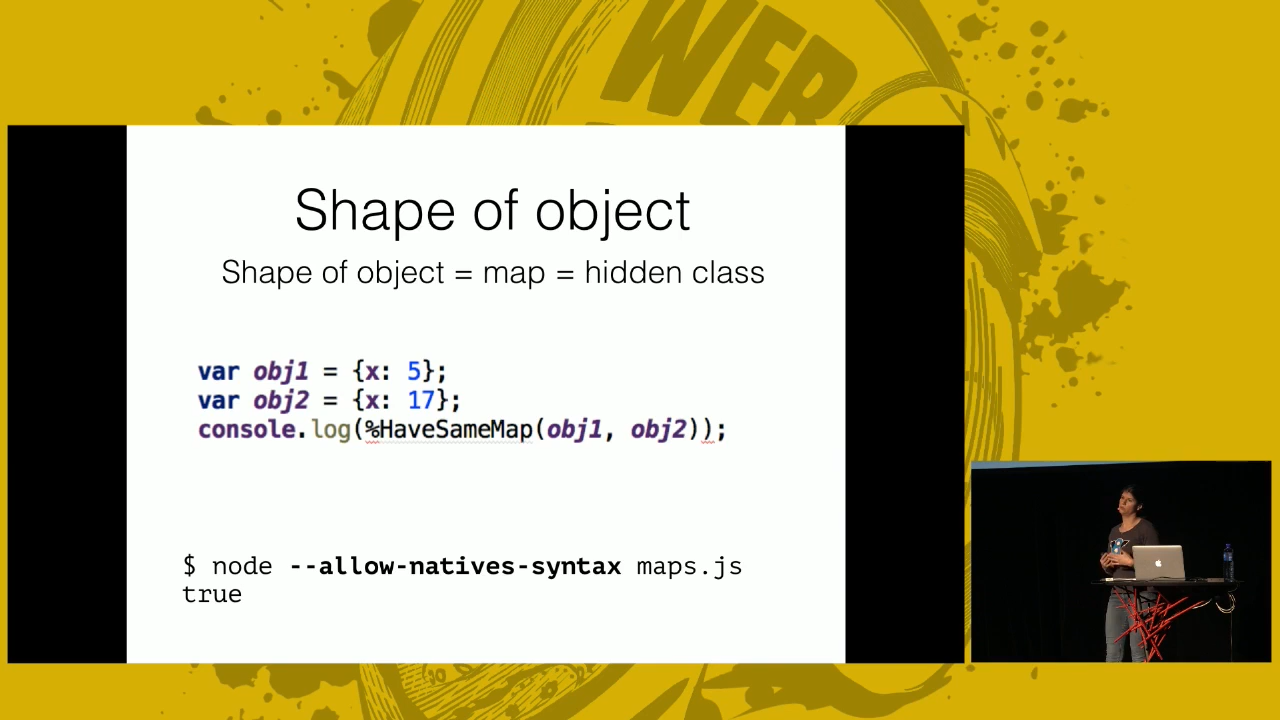 WEB
Shape of object
Shape of object = map = hidden class
var obj1 = {x: 5};
var obj2 = {x: 17};
console.log(%HaveSameMap(obj1, obj2));
$ node --allow-natives-syntax maps.js
true